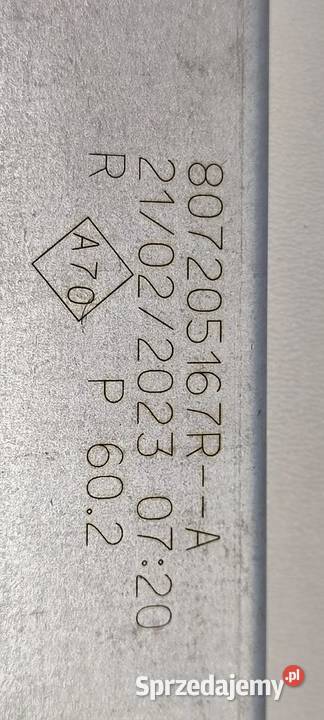 807205167R--A
21/02/2023 07:20
R A70 P 60.2
Sprzedajemy.pl